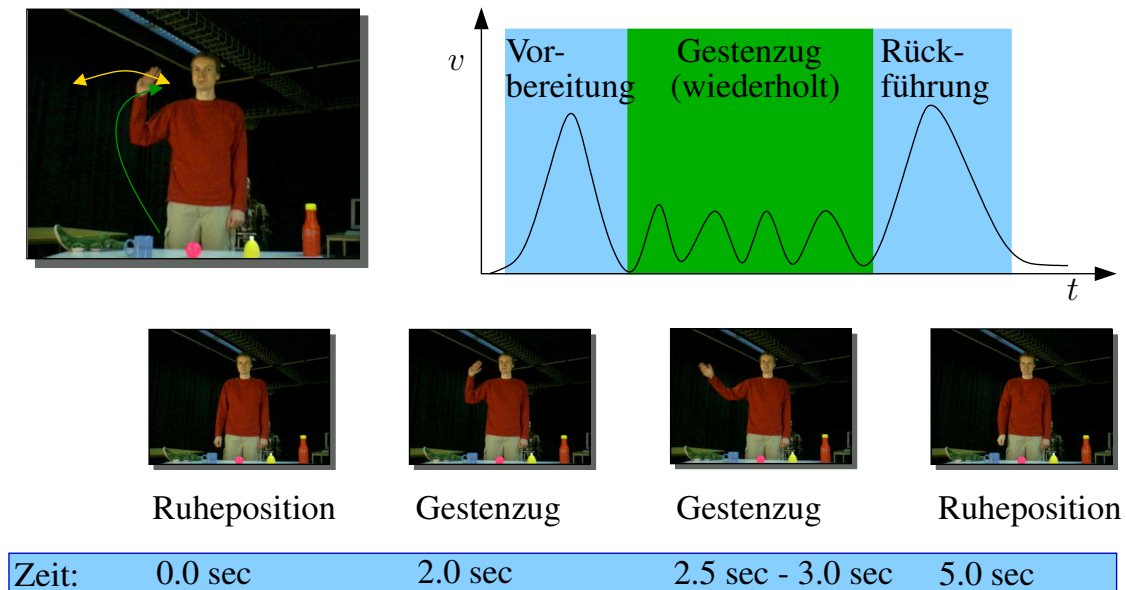 v
Vor-
bereitung
Gestenzug
(wiederholt)
Rück-
führung
t
Ruheposition
Gestenzug
Gestenzug
Ruheposition
Zeit: 0.0 sec 2.0 sec 2.5 sec - 3.0 sec 5.0 sec